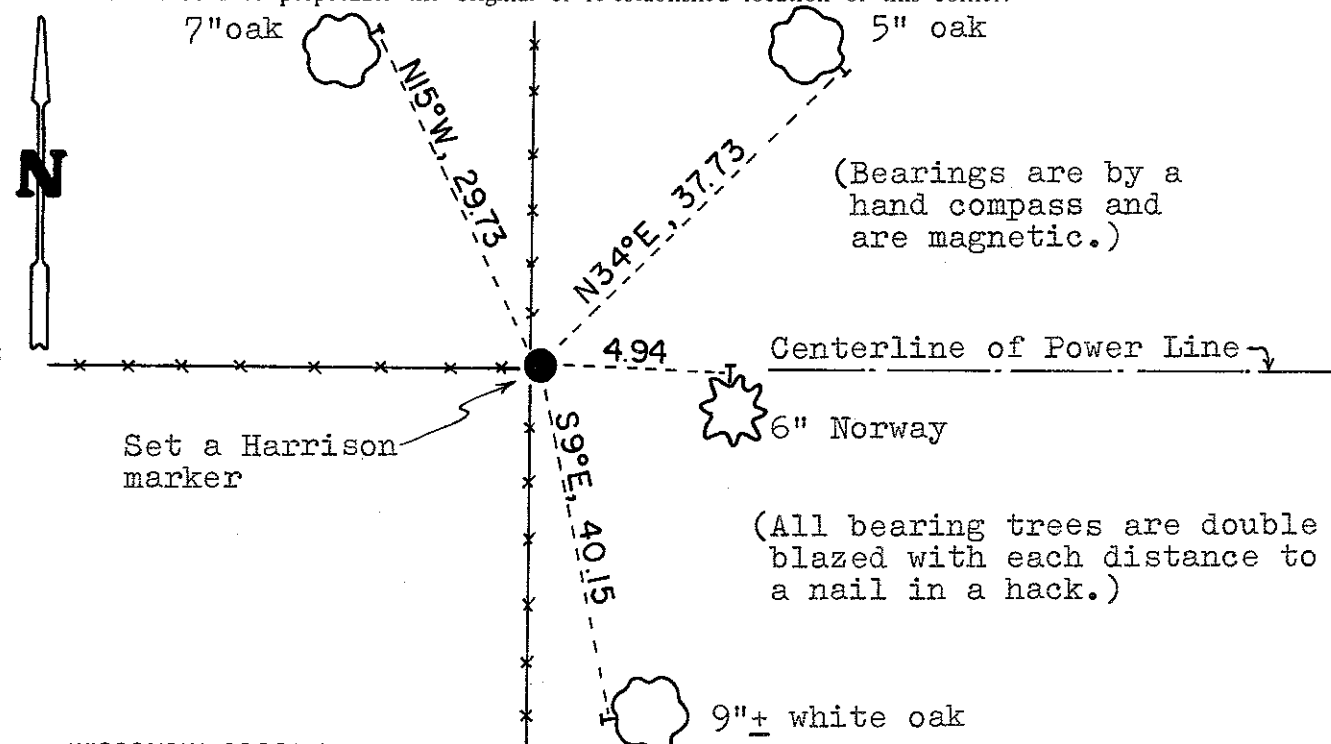 7"oak
5" oak
N
N15°W, 29.73
N34°E, 37.73
(Bearings are by a
hand compass and
are magnetic.)
4.94
Centerline of Power Line
Set a Harrison
marker
6" Norway
S9°E, 40.15
(All bearing trees are double
blazed with each distance to
a nail in a hack.)
9"± white oak